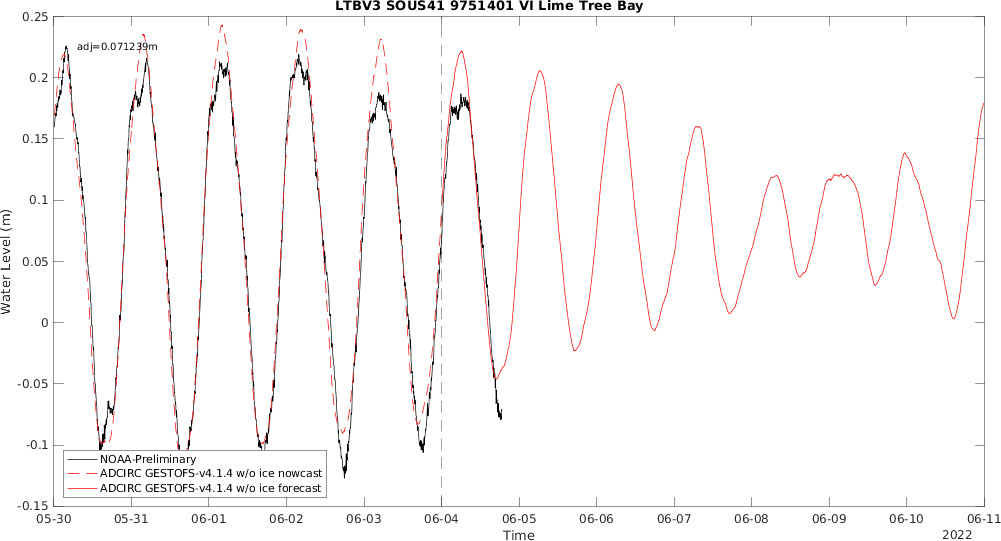 LTBV3 SOUS41 9751401 VI Lime Tree Bay
adj=0.071239m
0.25
0.2
0.15
0.1
0.05
0
-0.05
-0.1
-0.15
Water Level (m)
NOAA-Preliminary
ADCIRC GESTOFS-v4.1.4 w/o ice nowcast
ADCIRC GESTOFS-v4.1.4 w/o ice forecast
05-30 05-31 06-01 06-02 06-03 06-04 06-05 06-06 06-07 06-08 06-09 06-10 06-11
Time
2022